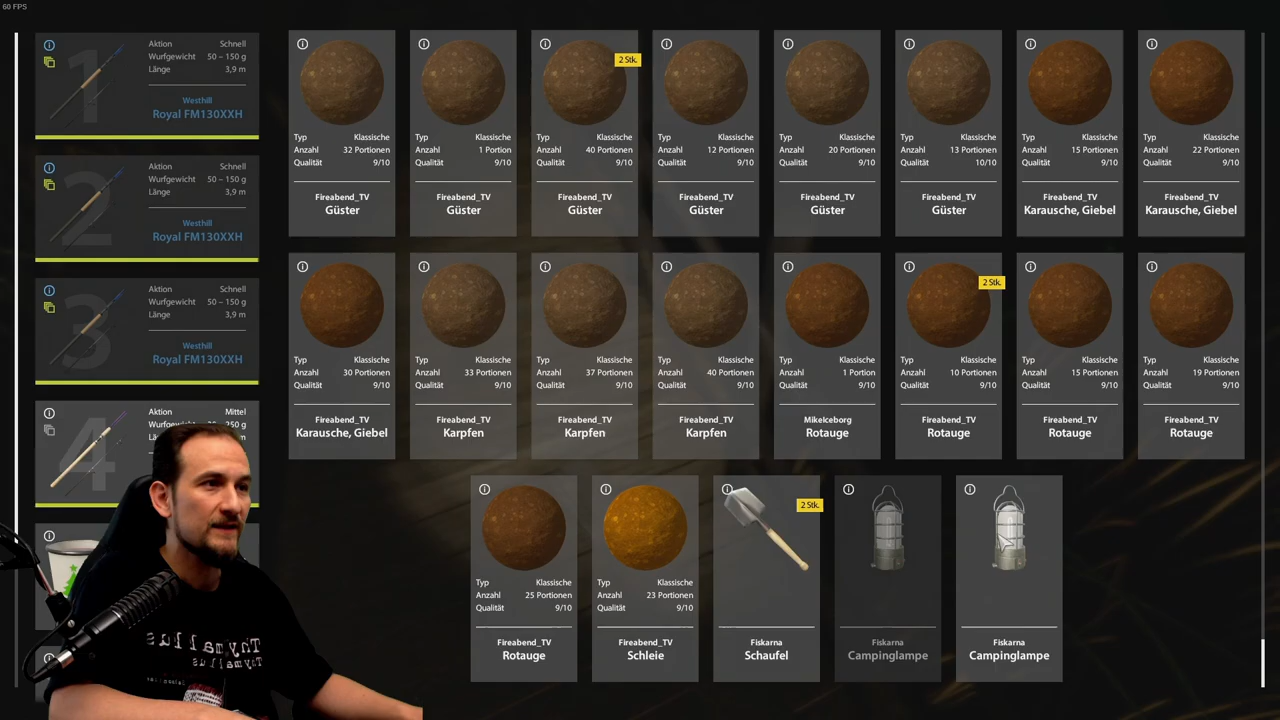 60 FPS
1
Aktion Schnell
Wurfgewicht 50 – 150 g
Länge 3,9 m
Westhill
Royal FM130XXH
2
Aktion Schnell
Wurfgewicht 50 – 150 g
Länge 3,9 m
Westhill
Royal FM130XXH
3
Aktion Schnell
Wurfgewicht 50 – 150 g
Länge 3,9 m
Westhill
Royal FM130XXH
4
Aktion Mittel
Typ Klassische
Anzahl 32 Portionen
Qualität 9/10
Fireabend_TV
Güster
Typ Klassische
Anzahl 1 Portion
Qualität 9/10
Fireabend_TV
Güster
2 Stk.
Typ Klassische
Anzahl 40 Portionen
Qualität 9/10
Fireabend_TV
Güster
Typ Klassische
Anzahl 12 Portionen
Qualität 9/10
Fireabend_TV
Güster
Typ Klassische
Anzahl 20 Portionen
Qualität 9/10
Fireabend_TV
Güster
Typ Klassische
Anzahl 13 Portionen
Qualität 10/10
Fireabend_TV
Güster
Typ Klassische
Anzahl 15 Portionen
Qualität 9/10
Fireabend_TV
Karausche, Giebel
Typ Klassische
Anzahl 22 Portionen
Qualität 9/10
Fireabend_TV
Karausche, Giebel
Typ Klassische
Anzahl 30 Portionen
Qualität 9/10
Fireabend_TV
Karausche, Giebel
Typ Klassische
Anzahl 33 Portionen
Qualität 9/10
Fireabend_TV
Karpfen
Typ Klassische
Anzahl 37 Portionen
Qualität 9/10
Fireabend_TV
Karpfen
Typ Klassische
Anzahl 40 Portionen
Qualität 9/10
Fireabend_TV
Karpfen
Typ Klassische
Anzahl 1 Portion
Qualität 9/10
MikeIceborg
Rotauge
2 Stk.
Typ Klassische
Anzahl 10 Portionen
Qualität 9/10
Fireabend_TV
Rotauge
Typ Klassische
Anzahl 15 Portionen
Qualität 9/10
Fireabend_TV
Rotauge
Typ Klassische
Anzahl 19 Portionen
Qualität 9/10
Fireabend_TV
Rotauge
Typ Klassische
Anzahl 25 Portionen
Qualität 9/10
Fireabend_TV
Rotauge
Typ Klassische
Anzahl 23 Portionen
Qualität 9/10
Fireabend_TV
Schleie
2 Stk.
Fiskarna
Schaufel
Fiskarna
Campinglampe
Fiskarna
Campinglampe
Thymallus
Thymallus